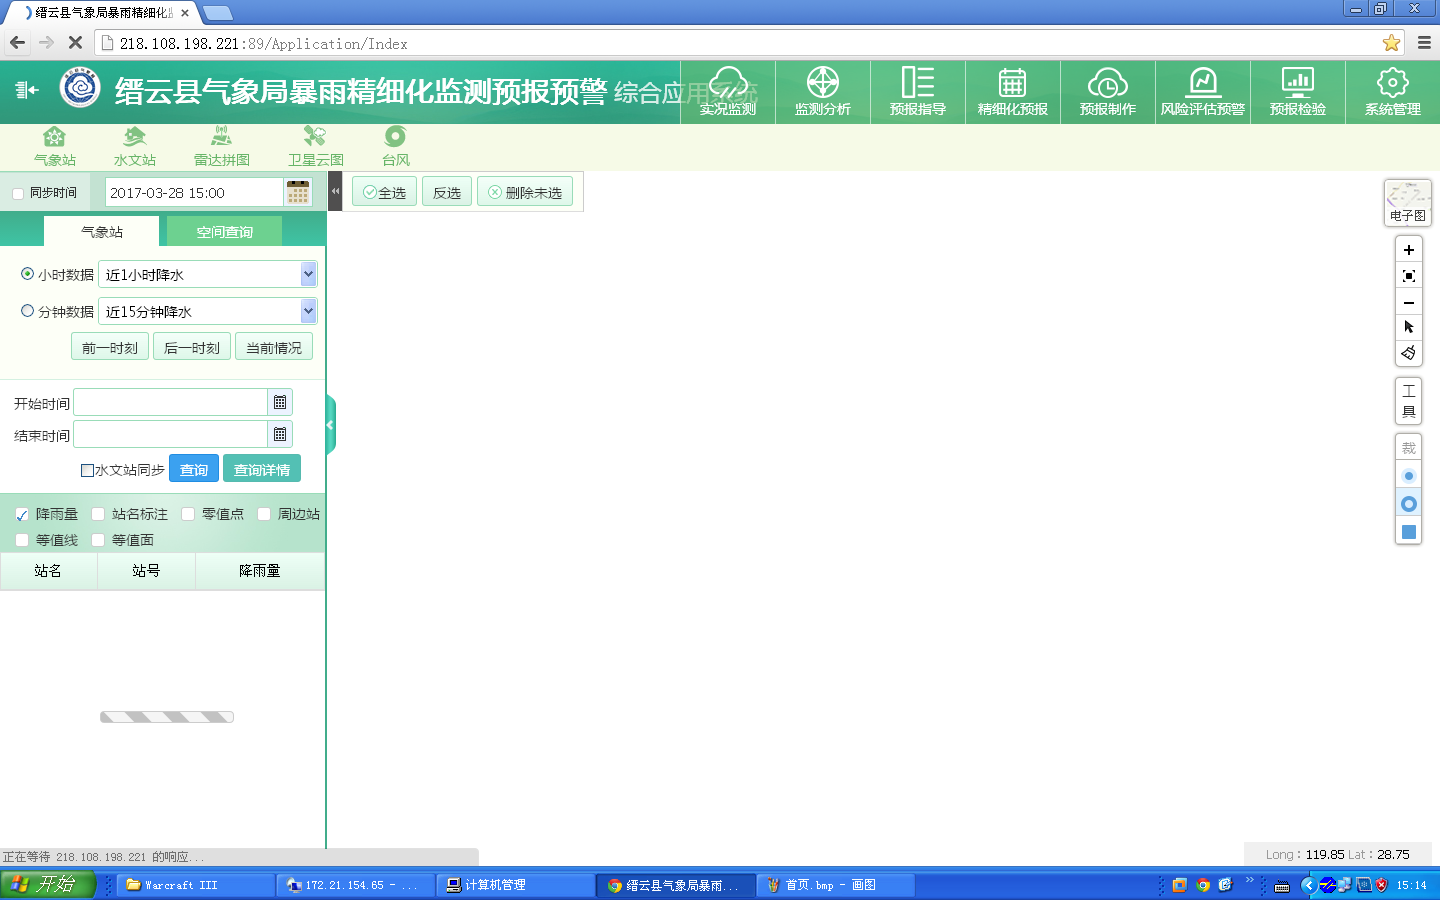 缙云县气象局暴雨精细化
218.108.198.221:89/Application/Index
缙云县气象局暴雨精细化监测预报预警 综合应用系统
实况监测 监测分析 预报指导 精细化预报 预报制作 风险评估预警 预报检验 系统管理
气象站 水文站 雷达拼图 卫星云图 台风
同步时间 2017-03-28 15:00 全选 反选 删除未选
电子图
气象站 空间查询
小时数据 近1小时降水
分钟数据 近15分钟降水
前一时刻 后一时刻 当前情况
开始时间
结束时间
水文站同步 查询 查询详情
工
具
裁
降雨量 站名标注 零值点 周边站
等值线 等值面
站名 站号 降雨量
正在等待 218.108.198.221 的响应...
Long：119.85 Lat：28.75
开始 Warcraft III 172.21.154.65 - ... 计算机管理 缙云县气象局暴雨... 首页.bmp - 画图 15:14